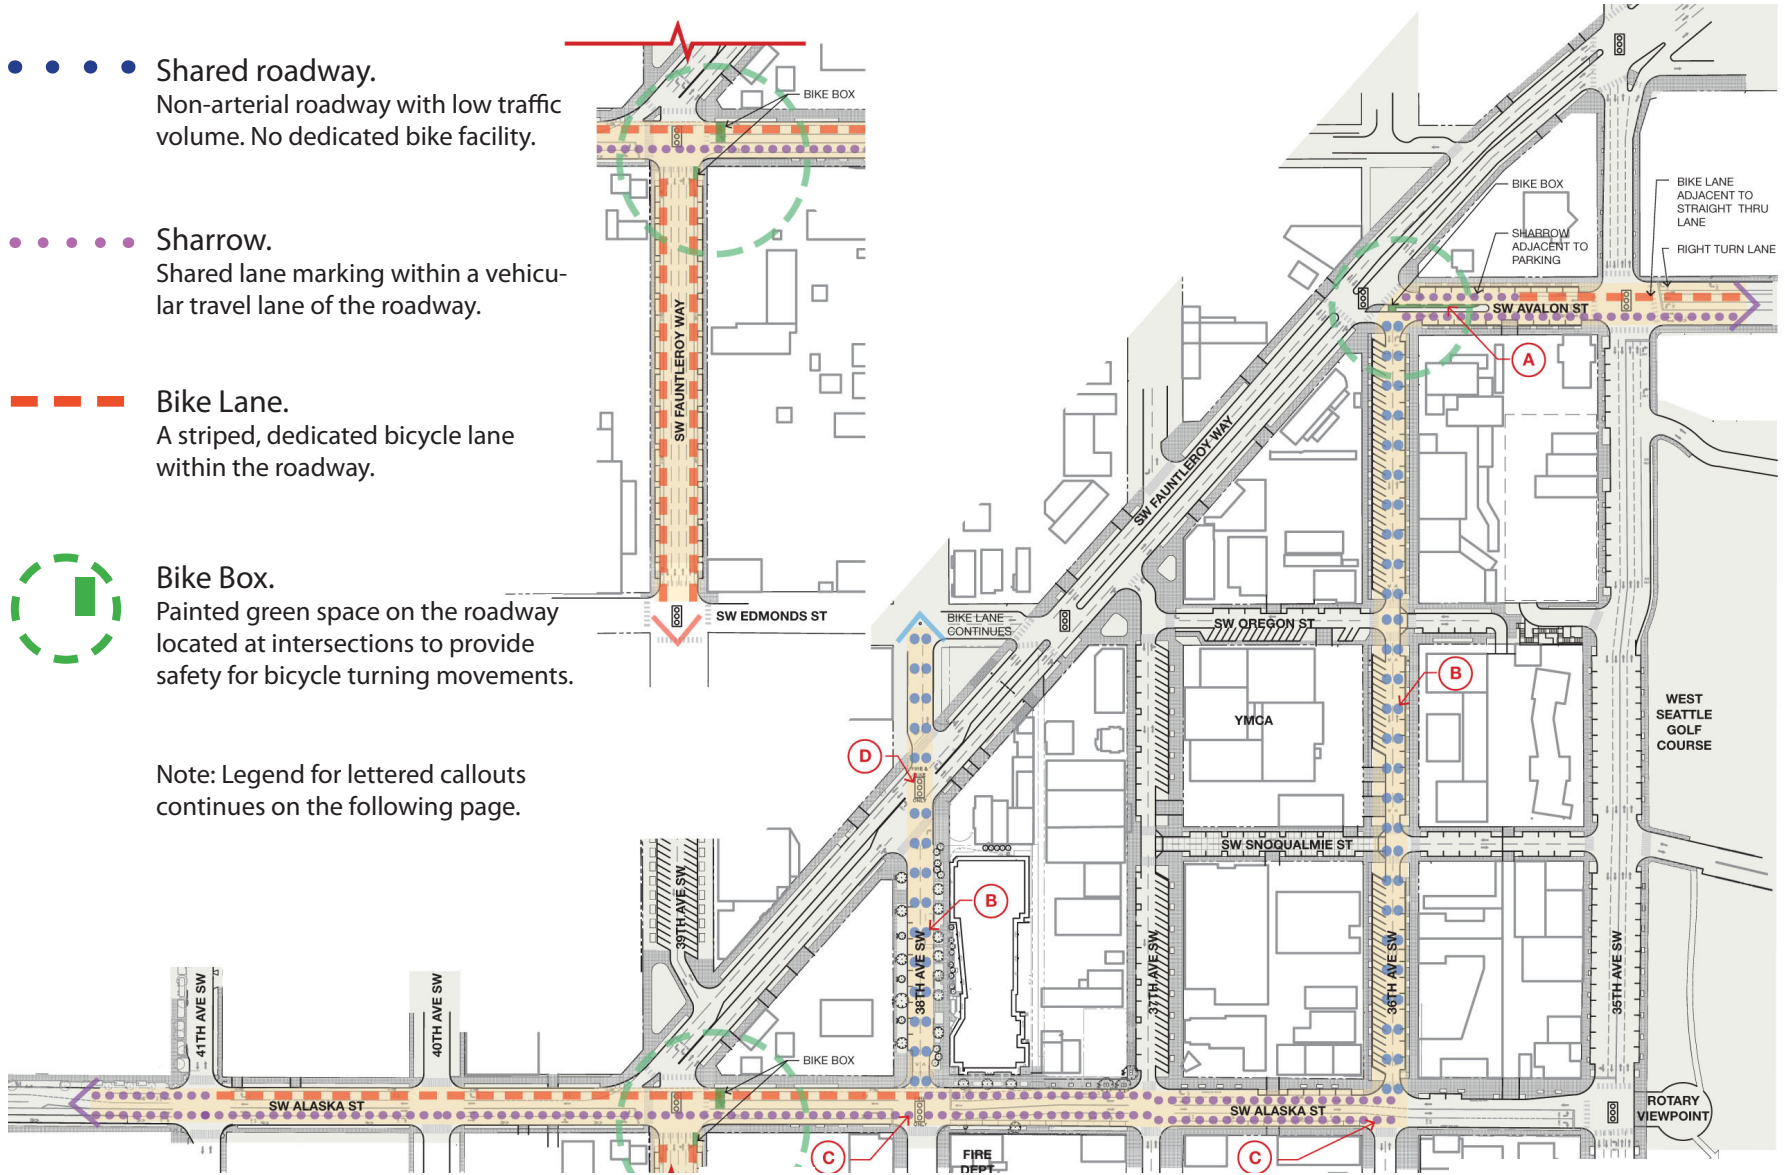 Shared roadway.
Non-arterial roadway with low traffic
volume. No dedicated bike facility.
Sharrow.
Shared lane marking within a vehicu-
lar travel lane of the roadway.
Bike Lane.
A striped, dedicated bicycle lane
within the roadway.
Bike Box.
Painted green space on the roadway
located at intersections to provide
safety for bicycle turning movements.
Note: Legend for lettered callouts
continues on the following page.
BIKE BOX
SW FAUNTLEROY WAY
SW EDMONDS ST
BIKE LANE
CONTINUES
BIKE BOX
SHARROW
ADJACENT TO
PARKING
BIKE LANE
ADJACENT TO
STRAIGHT THRU
LANE
RIGHT TURN LANE
SW AVALON ST
A
SW FAUNTLEROY WAY
SW OREGON ST
B
YMCA
WEST
SEATTLE
GOLF
COURSE
D
SW SNOQUALMIE ST
B
39TH AVE SW
38TH AVE SW
37TH AVE SW
36TH AVE SW
35TH AVE SW
41TH AVE SW
40TH AVE SW
BIKE BOX
SW ALASKA ST
SW ALASKA ST
ROTARY
VIEWPOINT
C
FIRE
DEPT
C